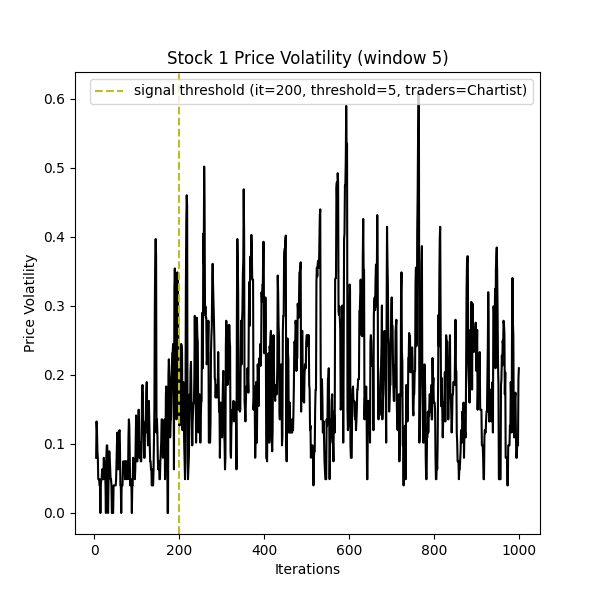 Stock 1 Price Volatility (window 5)
signal threshold (it=200, threshold=5, traders=Chartist)
0.6
0.5
0.4
0.3
0.2
0.1
0.0
Price Volatility
0 200 400 600 800 1000
Iterations